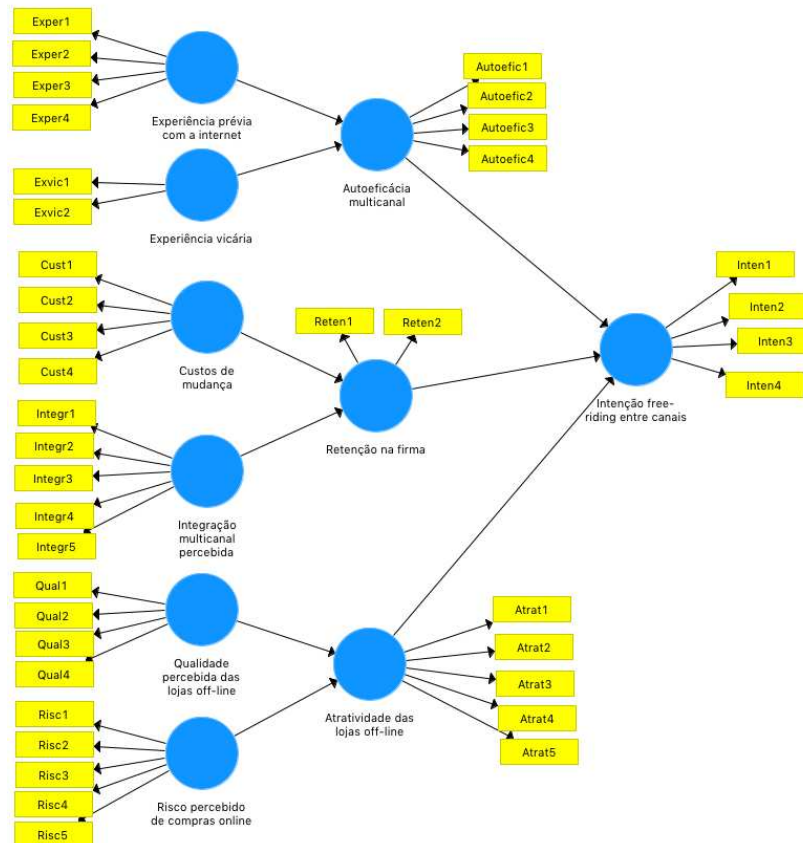 Exper1
Exper2
Exper3
Exper4
Experiência prévia
com a internet
Exvic1
Exvic2
Experiência vicária
Autoefic1
Autoefic2
Autoefic3
Autoefic4
Autoeficácia
multicanal
Cust1
Cust2
Cust3
Cust4
Custos de
mudança
Integr1
Integr2
Integr3
Integr4
Integr5
Integração
multicanal
percebida
Reten1
Reten2
Retenção na firma
Inten1
Inten2
Inten3
Inten4
Intenção free-
riding entre canais
Qual1
Qual2
Qual3
Qual4
Qualidade
percebida das
lojas off-line
Risc1
Risc2
Risc3
Risc4
Risc5
Risco percebido
de compras online
Atrat1
Atrat2
Atrat3
Atrat4
Atrat5
Atratividade das
lojas off-line